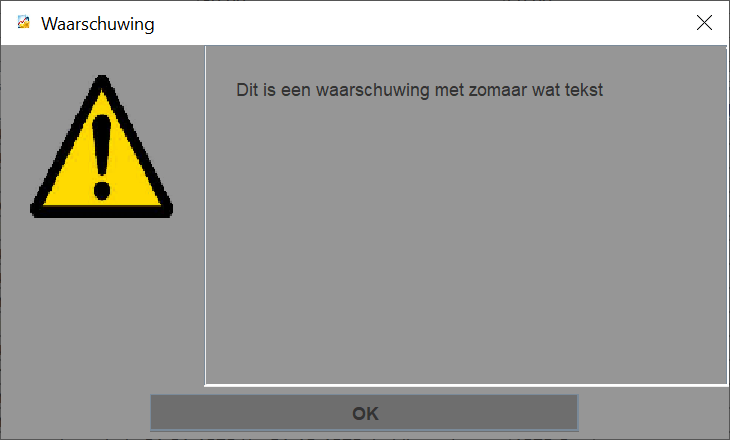 Waarschuwing
Dit is een waarschuwing met zomaar wat tekst
OK